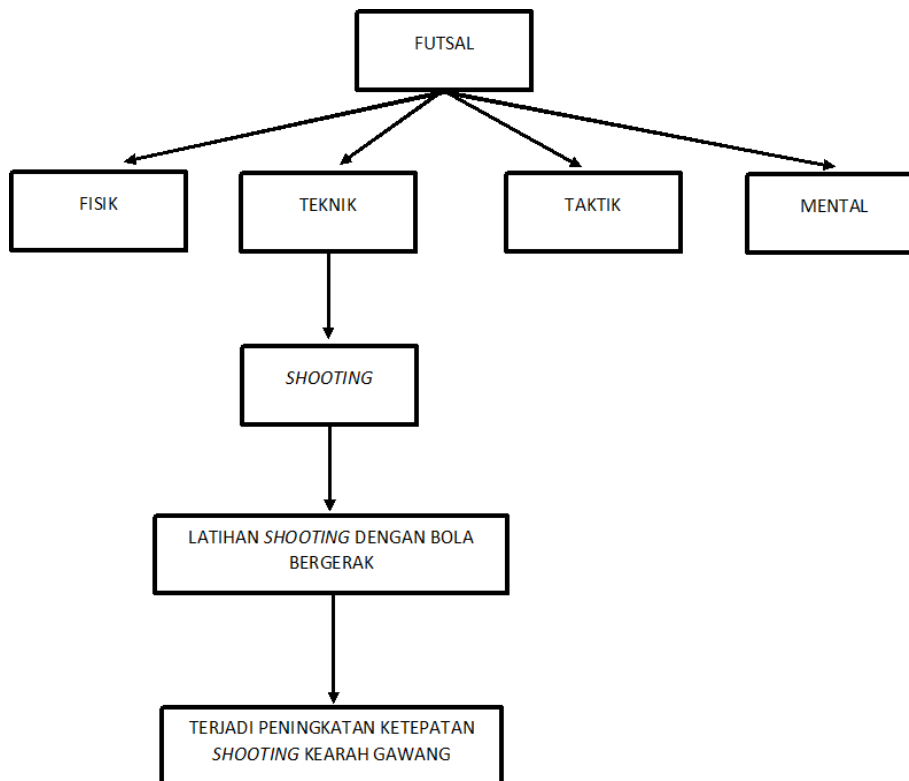 FUTSAL
FISIK
TEKNIK
TAKTIK
MENTAL
SHOOTING
LATIHAN SHOOTING DENGAN BOLA
BERGERAK
TERJADI PENINGKATAN KETEPATAN
SHOOTING KEARAH GAWANG